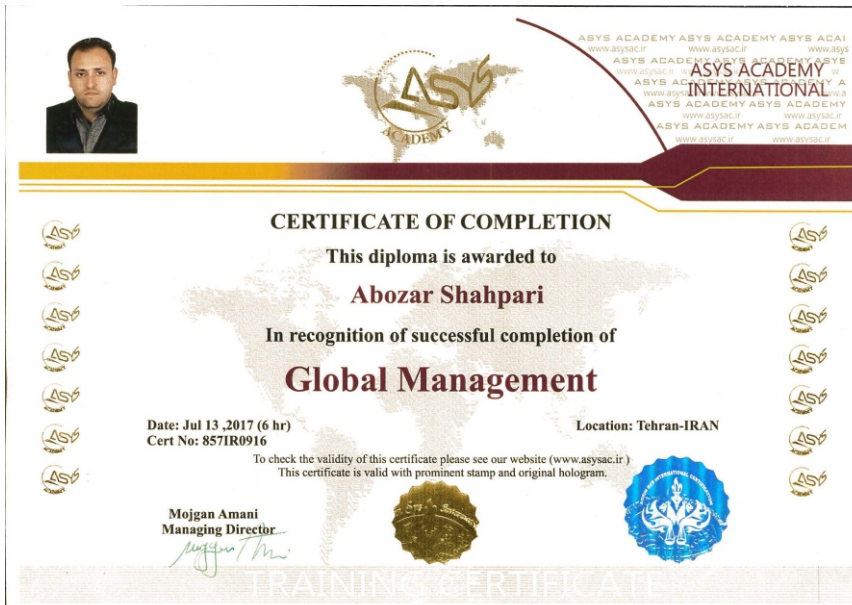 ASYS ACADEMY ASYS ACADEMY ASYS ACAI
www.asysac.ir www.asysac.ir www.asys
ASYS ACADEMY
INTERNATIONAL
ASYS ACADEMY ASYS ACADEMY
www.asysac.ir www.asysac.ir
ASYS ACADEMY ASYS ACADEM
www.asysac.ir www.asysac.ir
ASYS
ACADEMY
CERTIFICATE OF COMPLETION
This diploma is awarded to
Abozar Shahpari
In recognition of successful completion of
Global Management
Date: Jul 13 ,2017 (6 hr)
Location: Tehran-IRAN
Cert No: 857IR0916
To check the validity of this certificate please see our website (www.asysac.ir )
This certificate is valid with prominent stamp and original hologram.
Mojgan Amani
Managing Director
TRAINING CERTIFICATE